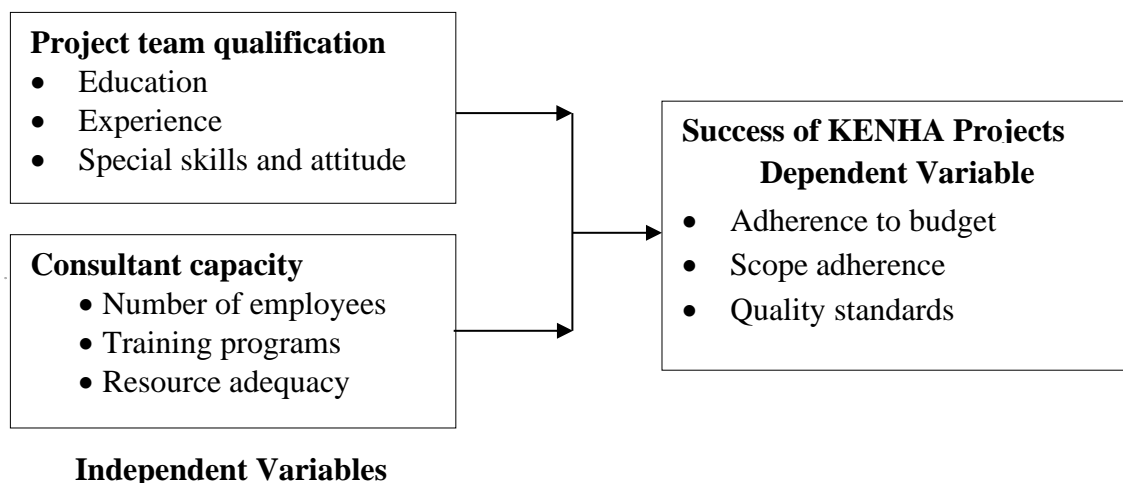 Project team qualification
• Education
• Experience
• Special skills and attitude
Consultant capacity
• Number of employees
• Training programs
• Resource adequacy
Independent Variables
Success of KENHA Projects
Dependent Variable
• Adherence to budget
• Scope adherence
• Quality standards